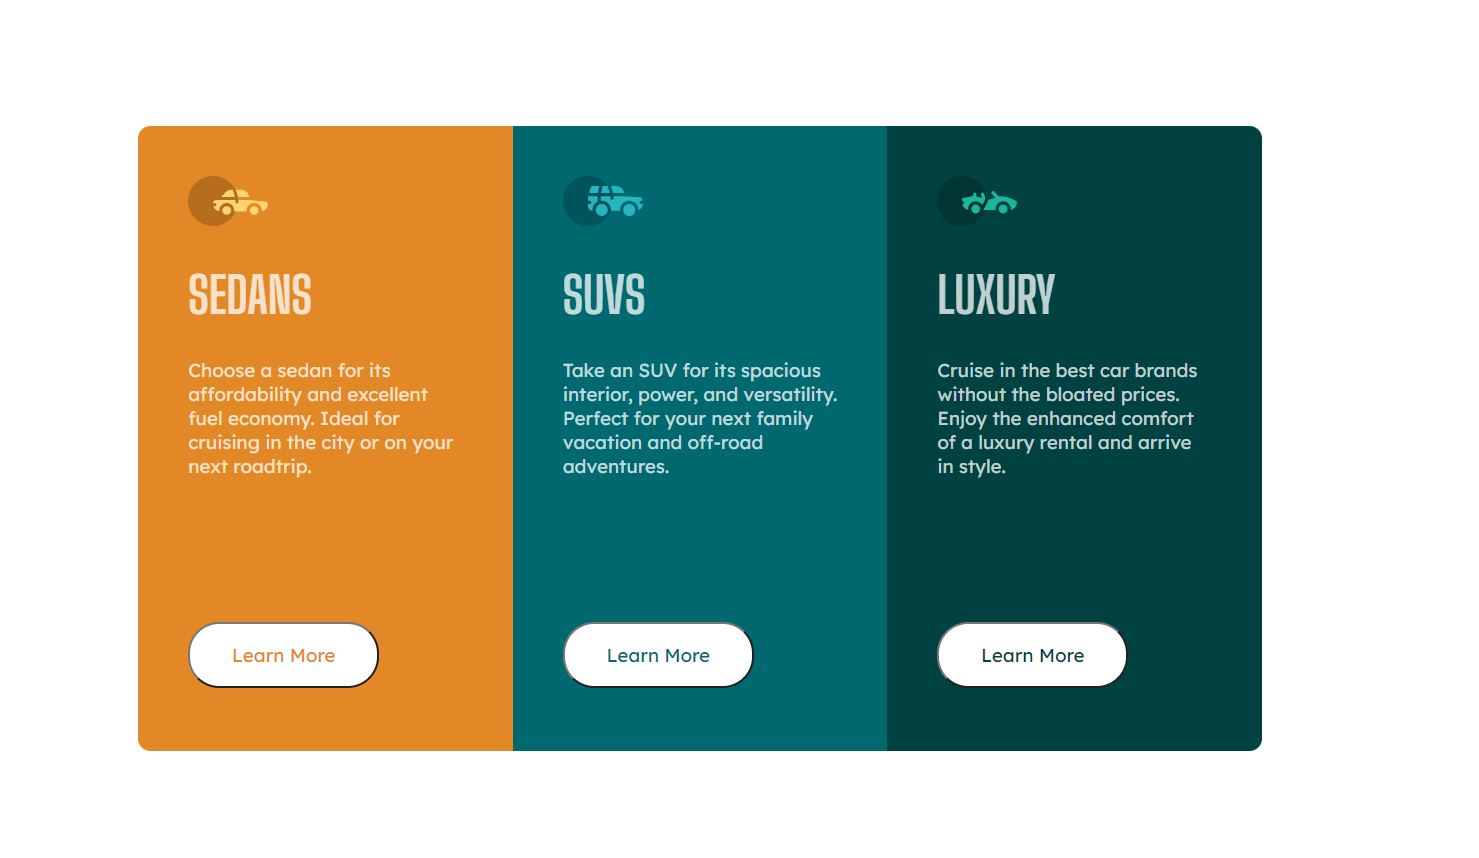 SEDANS
Choose a sedan for its
affordability and excellent
fuel economy. Ideal for
cruising in the city or on your
next roadtrip.
Learn More
SUVS
Take an SUV for its spacious
interior, power, and versatility.
Perfect for your next family
vacation and off-road
adventures.
Learn More
LUXURY
Cruise in the best car brands
without the bloated prices.
Enjoy the enhanced comfort
of a luxury rental and arrive
in style.
Learn More